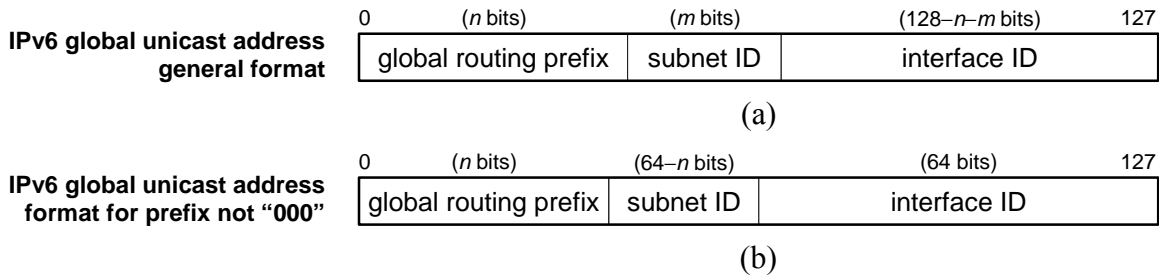 0 (n bits) (m bits) (128–n–m bits) 127
IPv6 global unicast address
general format
global routing prefix subnet ID interface ID
(a)
0 (n bits) (64–n bits) (64 bits) 127
IPv6 global unicast address
format for prefix not “000”
global routing prefix subnet ID interface ID
(b)